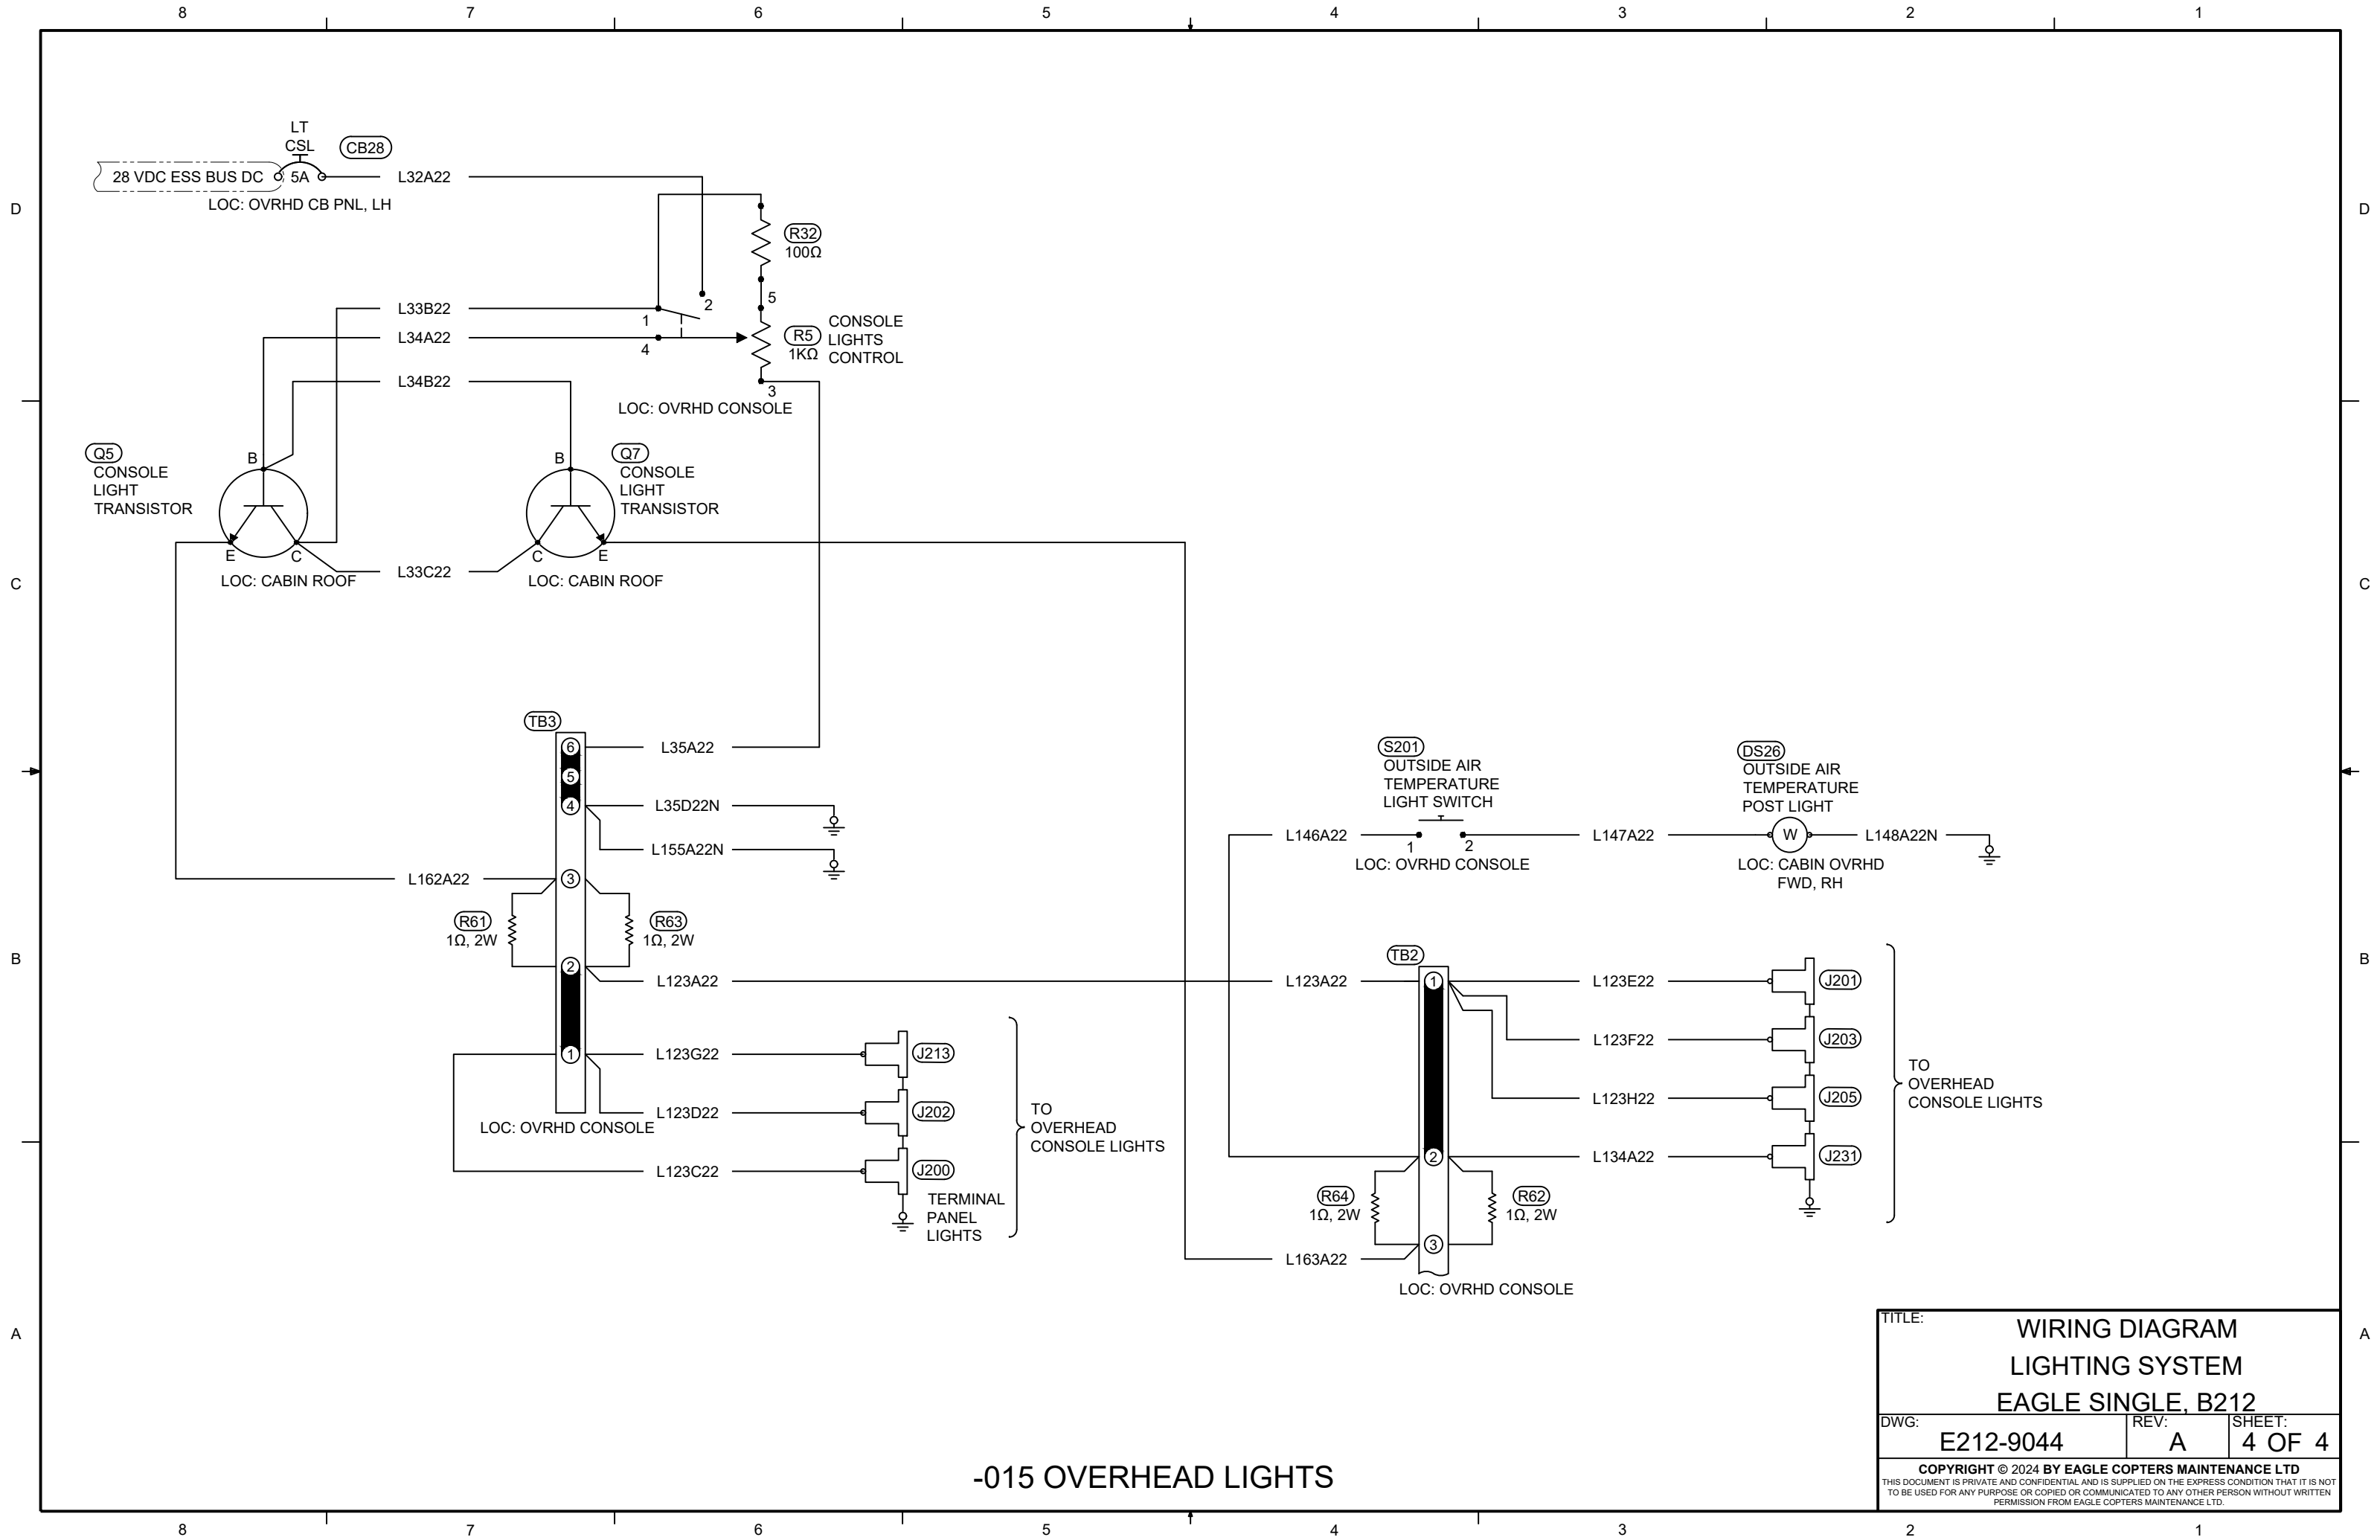 8 7 6 5 4 3 2 1
LT
CSL
CB28
28 VDC ESS BUS DC
5A
L32A22
LOC: OVRHD CB PNL, LH
D
D
R32
100Ω
5
2
L33B22
1
L34A22
4
R5
1KΩ
CONSOLE
LIGHTS
CONTROL
L34B22
3
LOC: OVRHD CONSOLE
Q5
CONSOLE
LIGHT
TRANSISTOR
B
E
C
LOC: CABIN ROOF
L33C22
Q7
CONSOLE
LIGHT
TRANSISTOR
B
C
E
LOC: CABIN ROOF
C
C
TB3
6
L35A22
5
4
L35D22N
L155A22N
L162A22
3
R61
1Ω, 2W
R63
1Ω, 2W
2
L123A22
L123A22
1
L123G22
J213
L123D22
J202
LOC: OVRHD CONSOLE
L123C22
J200
TERMINAL
PANEL
LIGHTS
TO
OVERHEAD
CONSOLE LIGHTS
S201
OUTSIDE AIR
TEMPERATURE
LIGHT SWITCH
L146A22
1
2
LOC: OVRHD CONSOLE
L147A22
DS26
OUTSIDE AIR
TEMPERATURE
POST LIGHT
W
L148A22N
LOC: CABIN OVRHD
FWD, RH
B
B
TB2
1
L123E22
J201
L123F22
J203
L123H22
J205
2
L134A22
J231
TO
OVERHEAD
CONSOLE LIGHTS
R64
1Ω, 2W
R62
1Ω, 2W
3
L163A22
LOC: OVRHD CONSOLE
A
A
TITLE:
WIRING DIAGRAM
LIGHTING SYSTEM
EAGLE SINGLE, B212
DWG:
E212-9044
REV:
A
SHEET:
4 OF 4
COPYRIGHT © 2024 BY EAGLE COPTERS MAINTENANCE LTD
THIS DOCUMENT IS PRIVATE AND CONFIDENTIAL AND IS SUPPLIED ON THE EXPRESS CONDITION THAT IT IS NOT
TO BE USED FOR ANY PURPOSE OR COPIED OR COMMUNICATED TO ANY OTHER PERSON WITHOUT WRITTEN
PERMISSION FROM EAGLE COPTERS MAINTENANCE LTD.
-015 OVERHEAD LIGHTS
8 7 6 5 4 3 2 1